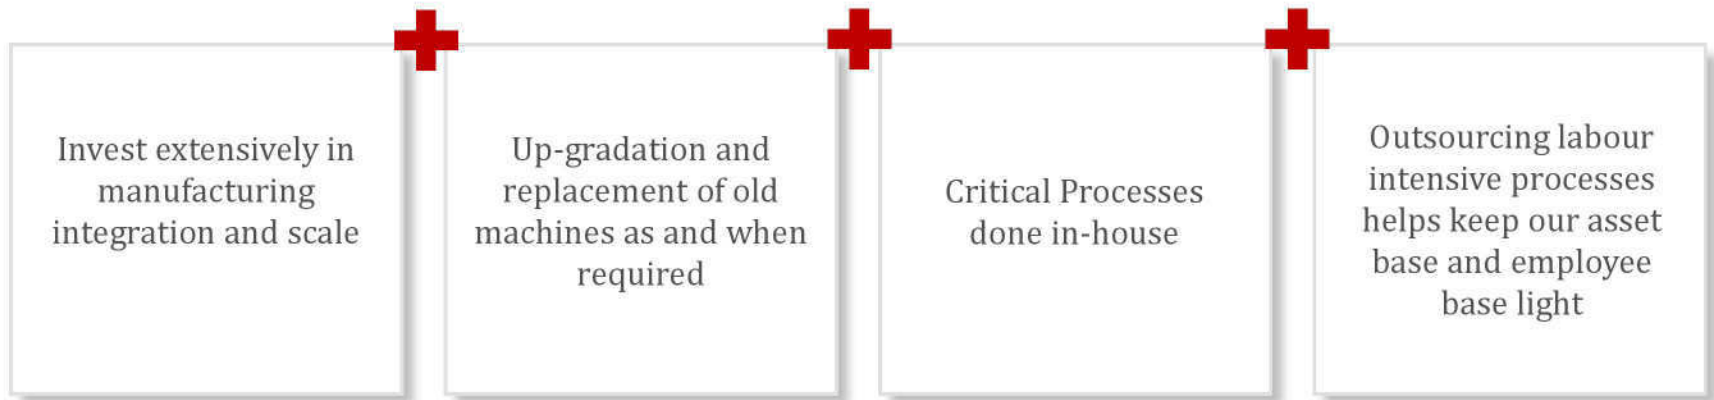 Invest extensively in
manufacturing
integration and scale
Up-gradation and
replacement of old
machines as and when
required
Critical Processes
done in-house
Outsourcing labour
intensive processes
helps keep our asset
base and employee
base light